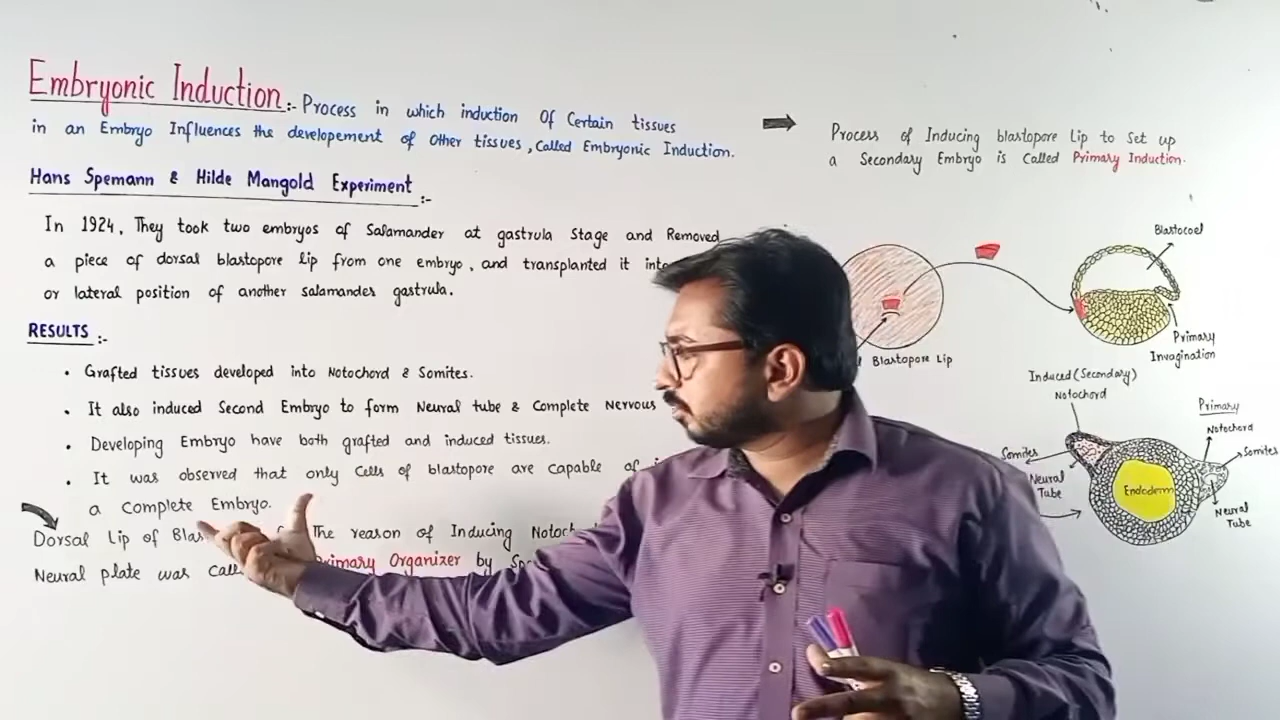 Embryonic Induction :- Process in which induction Of Certain tissues
in an Embryo Influences the developement of Other tissues, Called Embryonic Induction.
Hans Spemann & Hilde Mangold Experiment :-
In 1924, They took two embryos of Salamander at gastrula Stage and Removed
a piece of dorsal blastopore lip from one embryo, and transplanted it into
or lateral position of another salamander gastrula.
RESULTS :-
• Grafted tissues developed into Notochord & Somites.
• It also induced Second Embryo to form Neural tube & Complete Nervous
• Developing Embryo have both grafted and induced tissues.
• It was observed that only Cells of blastopore are capable of
a Complete Embryo.
Dorsal Lip of The reason of Inducing
Neural plate was Primary Organizer by
Process of Inducing blastopore Lip to Set up
a Secondary Embryo is Called Primary Induction.
Blastocoel
Blastopore Lip
Primary
Invagination
Induced (Secondary)
Notochord
Somites
Neural
Tube
Endoderm
Primary
Notochord
Somites
Neural
Tube